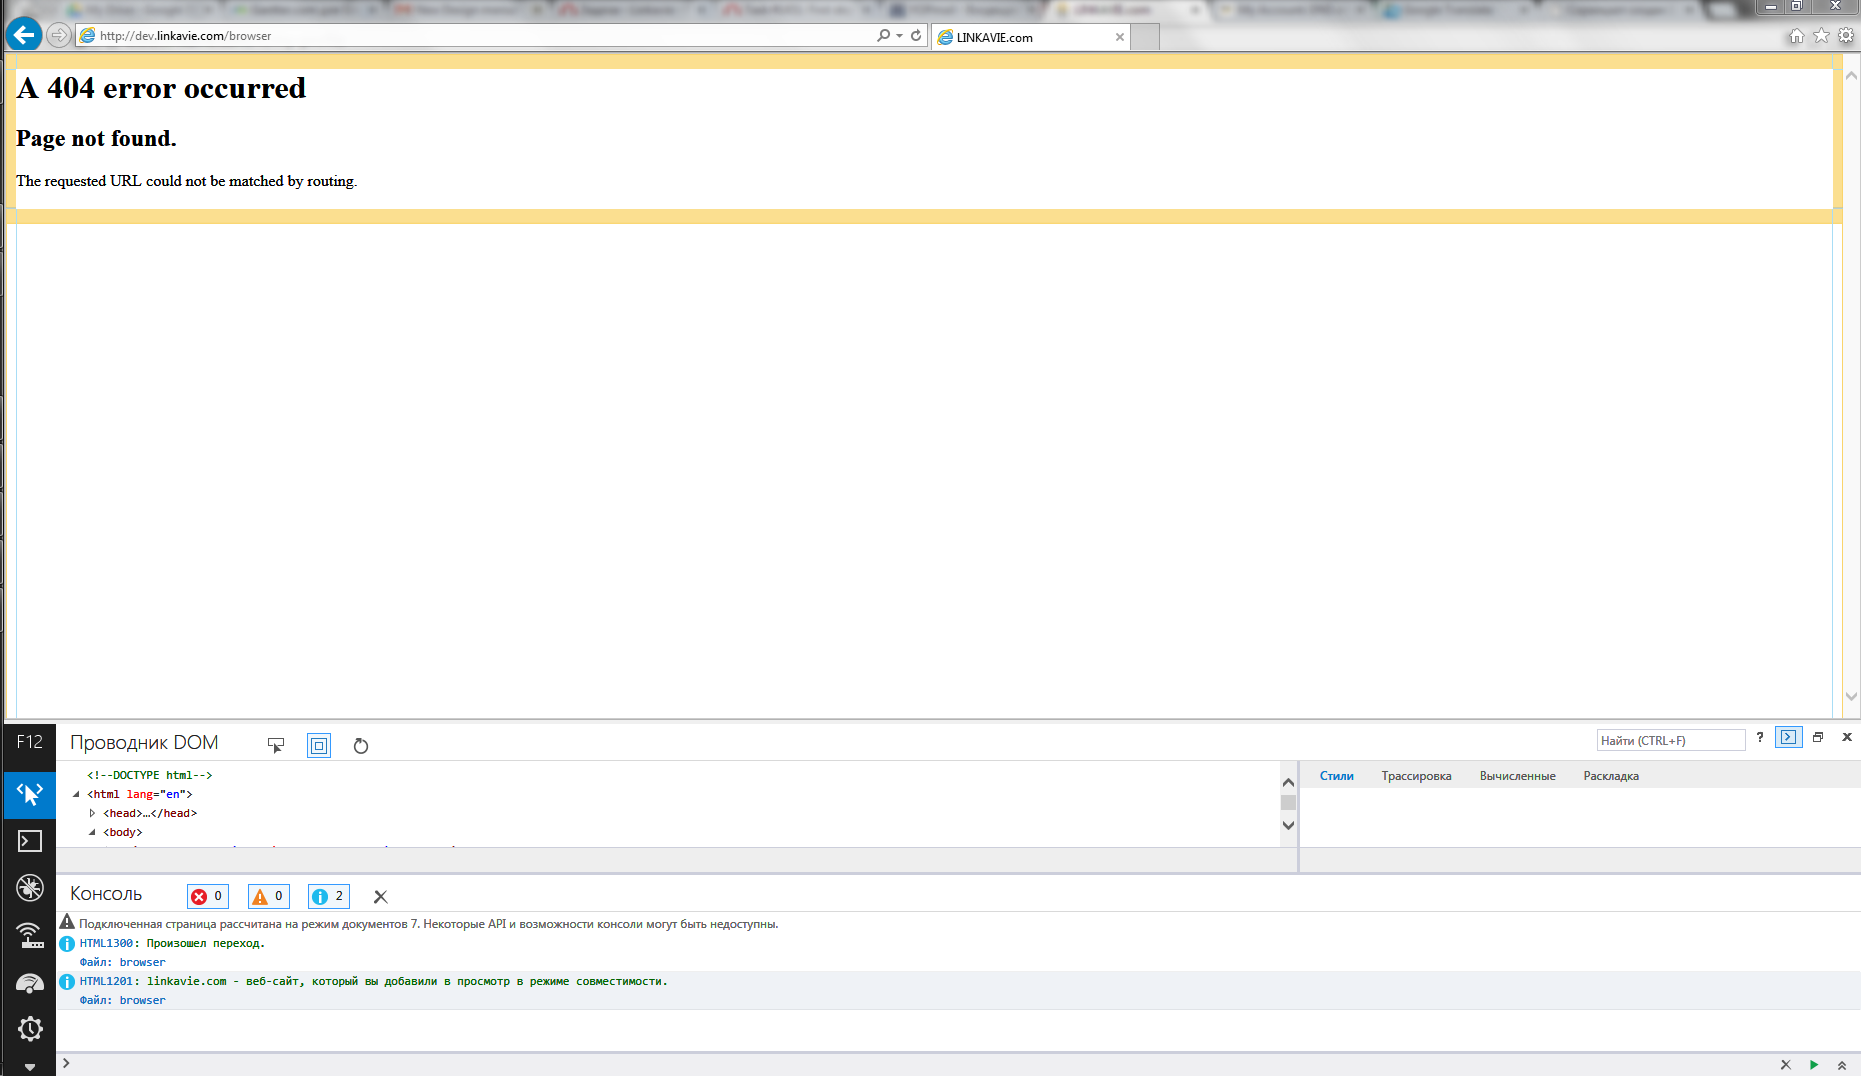 http://dev.linkavie.com/browser
LINKAVIE.com
A 404 error occurred
Page not found.
The requested URL could not be matched by routing.
F12
Проводник DOM
Найти (CTRL+F)
?
<!--DOCTYPE html-->
<html lang="en">
<head>…</head>
<body>
Стили Трассировка Вычисленные Раскладка
Консоль 0 0 2
Подключенная страница рассчитана на режим документов 7. Некоторые API и возможности консоли могут быть недоступны.
HTML1300: Произошел переход.
Файл: browser
HTML1201: linkavie.com - веб-сайт, который вы добавили в просмотр в режиме совместимости.
Файл: browser